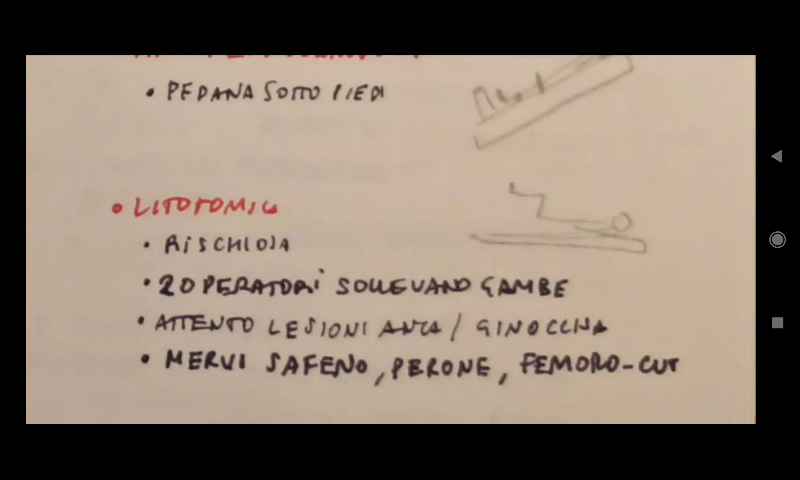 • PEDANA SOTTO PIEDI
• LITOTOMIA
• RISCHIOSA
• 2 OPERATORI SOLLEVANO GAMBE
• ATTENTO LESIONI ANCA / GINOCCHIA
• NERVI SAFENO, PERONE, FEMORO-CUT